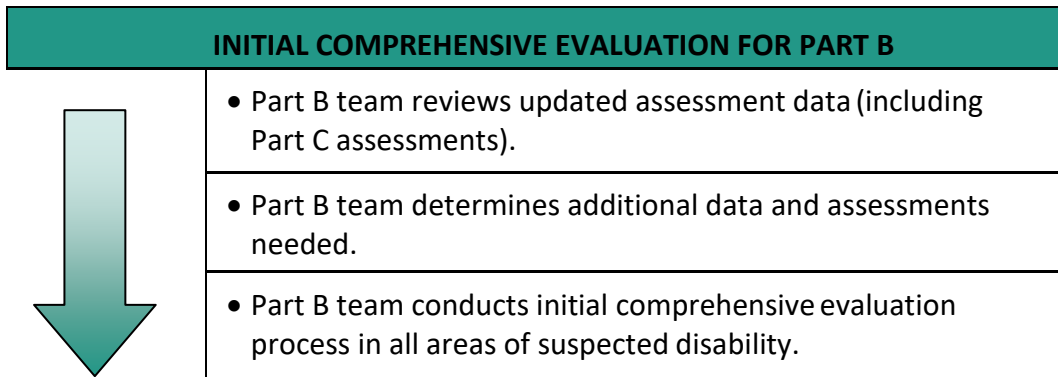 INITIAL COMPREHENSIVE EVALUATION FOR PART B
• Part B team reviews updated assessment data (including
Part C assessments).
• Part B team determines additional data and assessments
needed.
• Part B team conducts initial comprehensive evaluation
process in all areas of suspected disability.